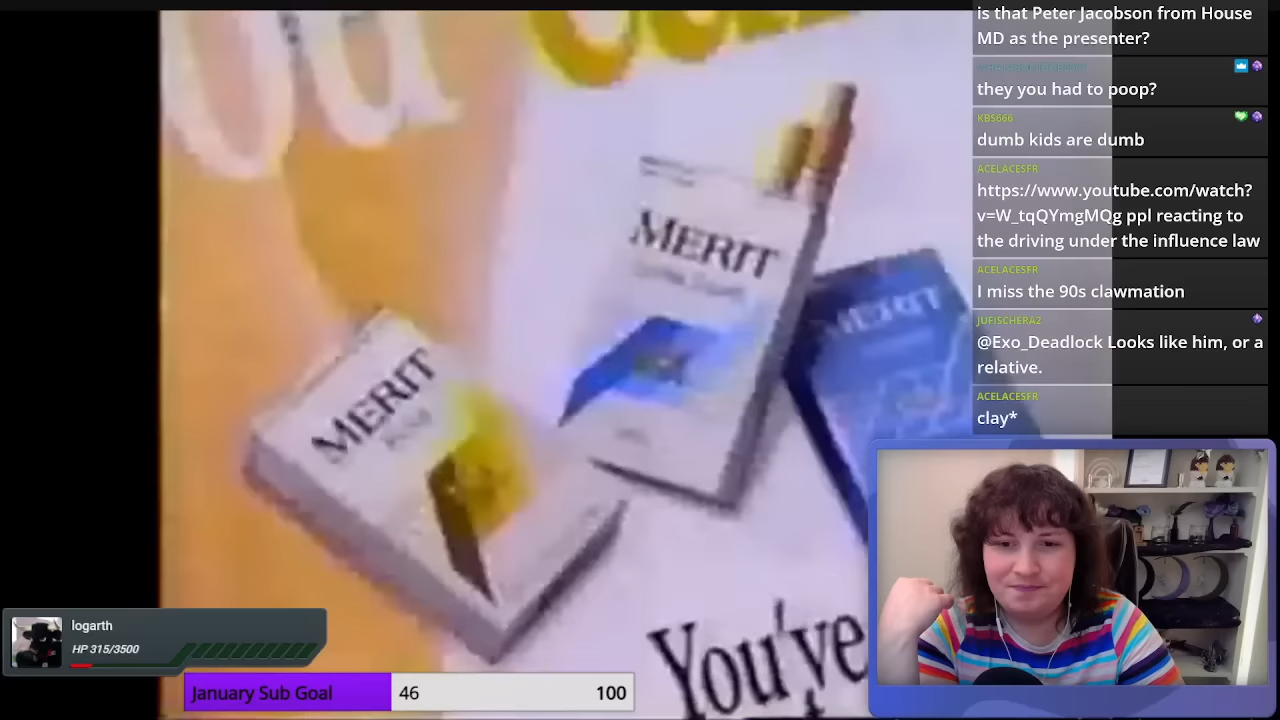 is that Peter Jacobson from House
MD as the presenter?
they you had to poop?
KBS666
dumb kids are dumb
ACELACESFR
https://www.youtube.com/watch?
v=W_tqQYmgMQg ppl reacting to
the driving under the influence law
ACELACESFR
I miss the 90s clawmation
JUFISCHERA2
@Exo_Deadlock Looks like him, or a
relative.
ACELACESFR
clay*
MERIT
MERIT
MERIT
You've
logarth
HP 315/3500
January Sub Goal 46 100